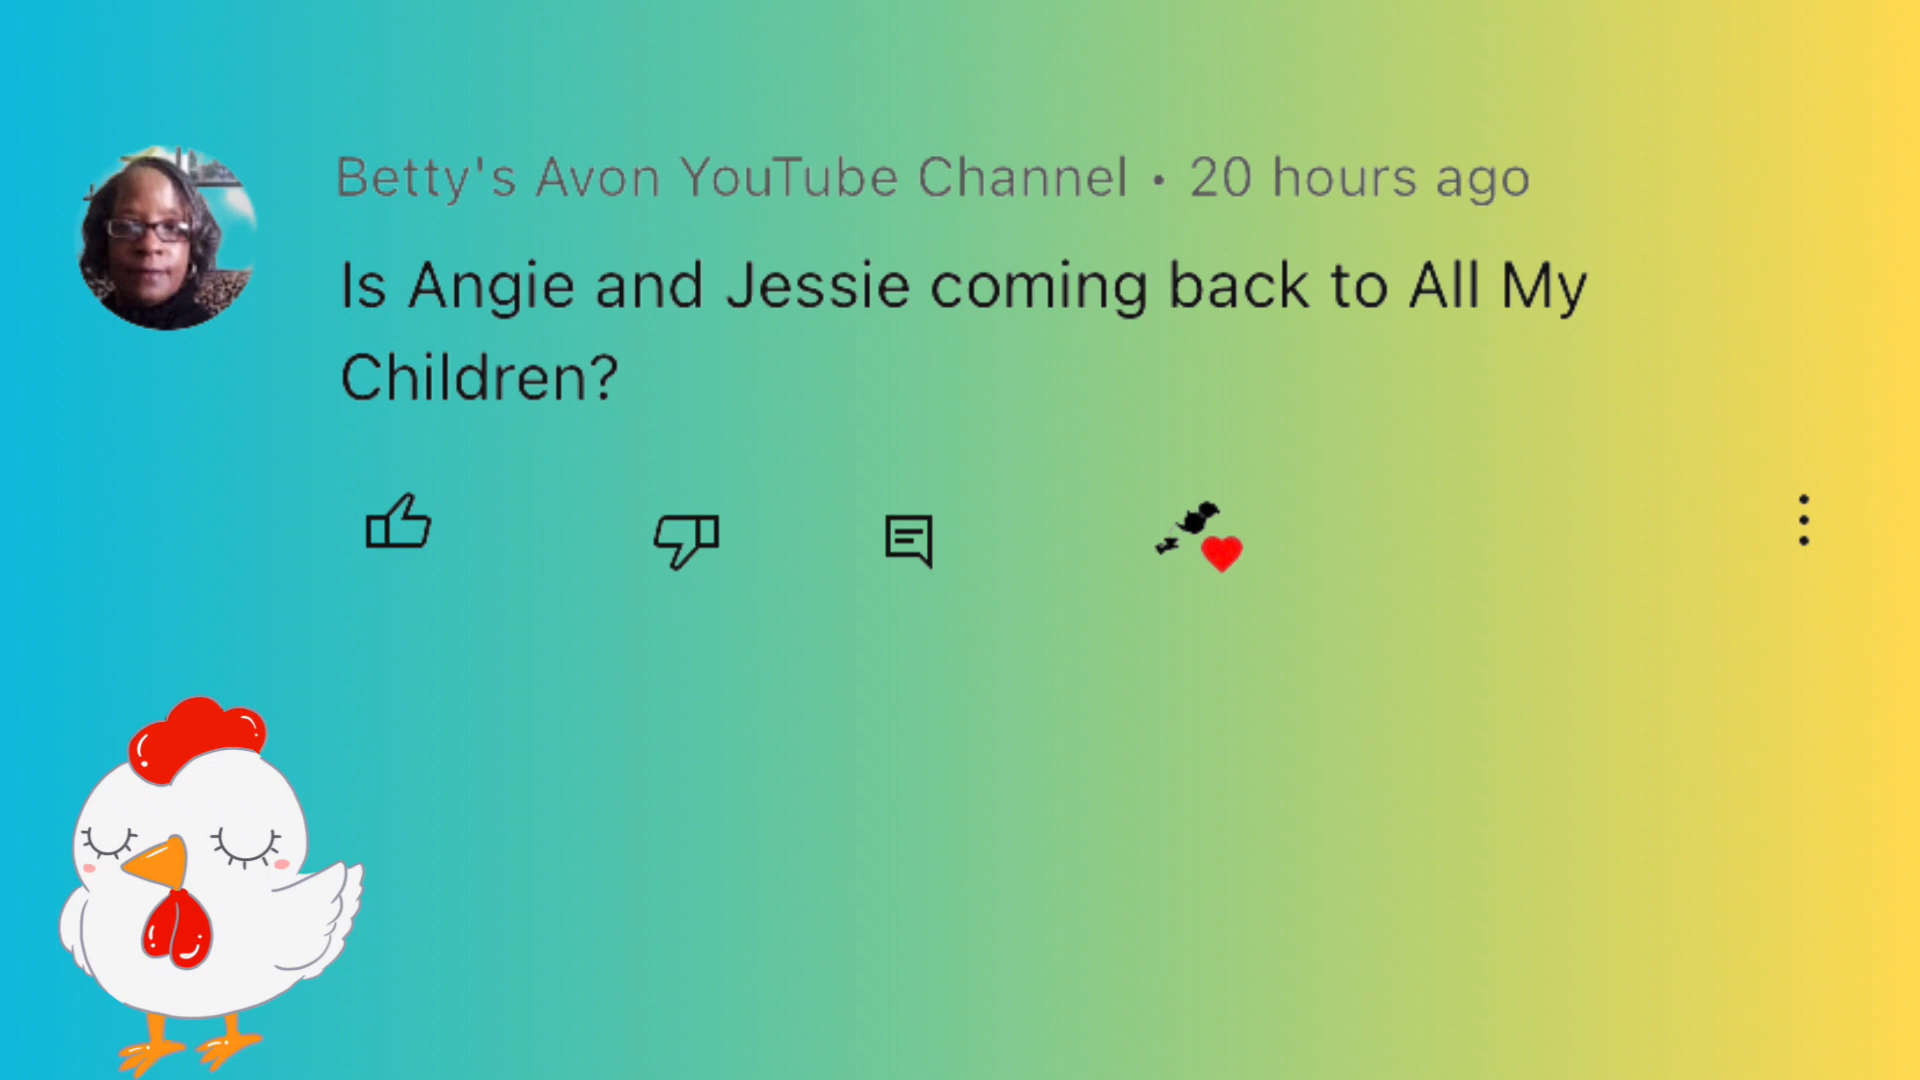 Betty's Avon YouTube Channel • 20 hours ago
Is Angie and Jessie coming back to All My
Children?